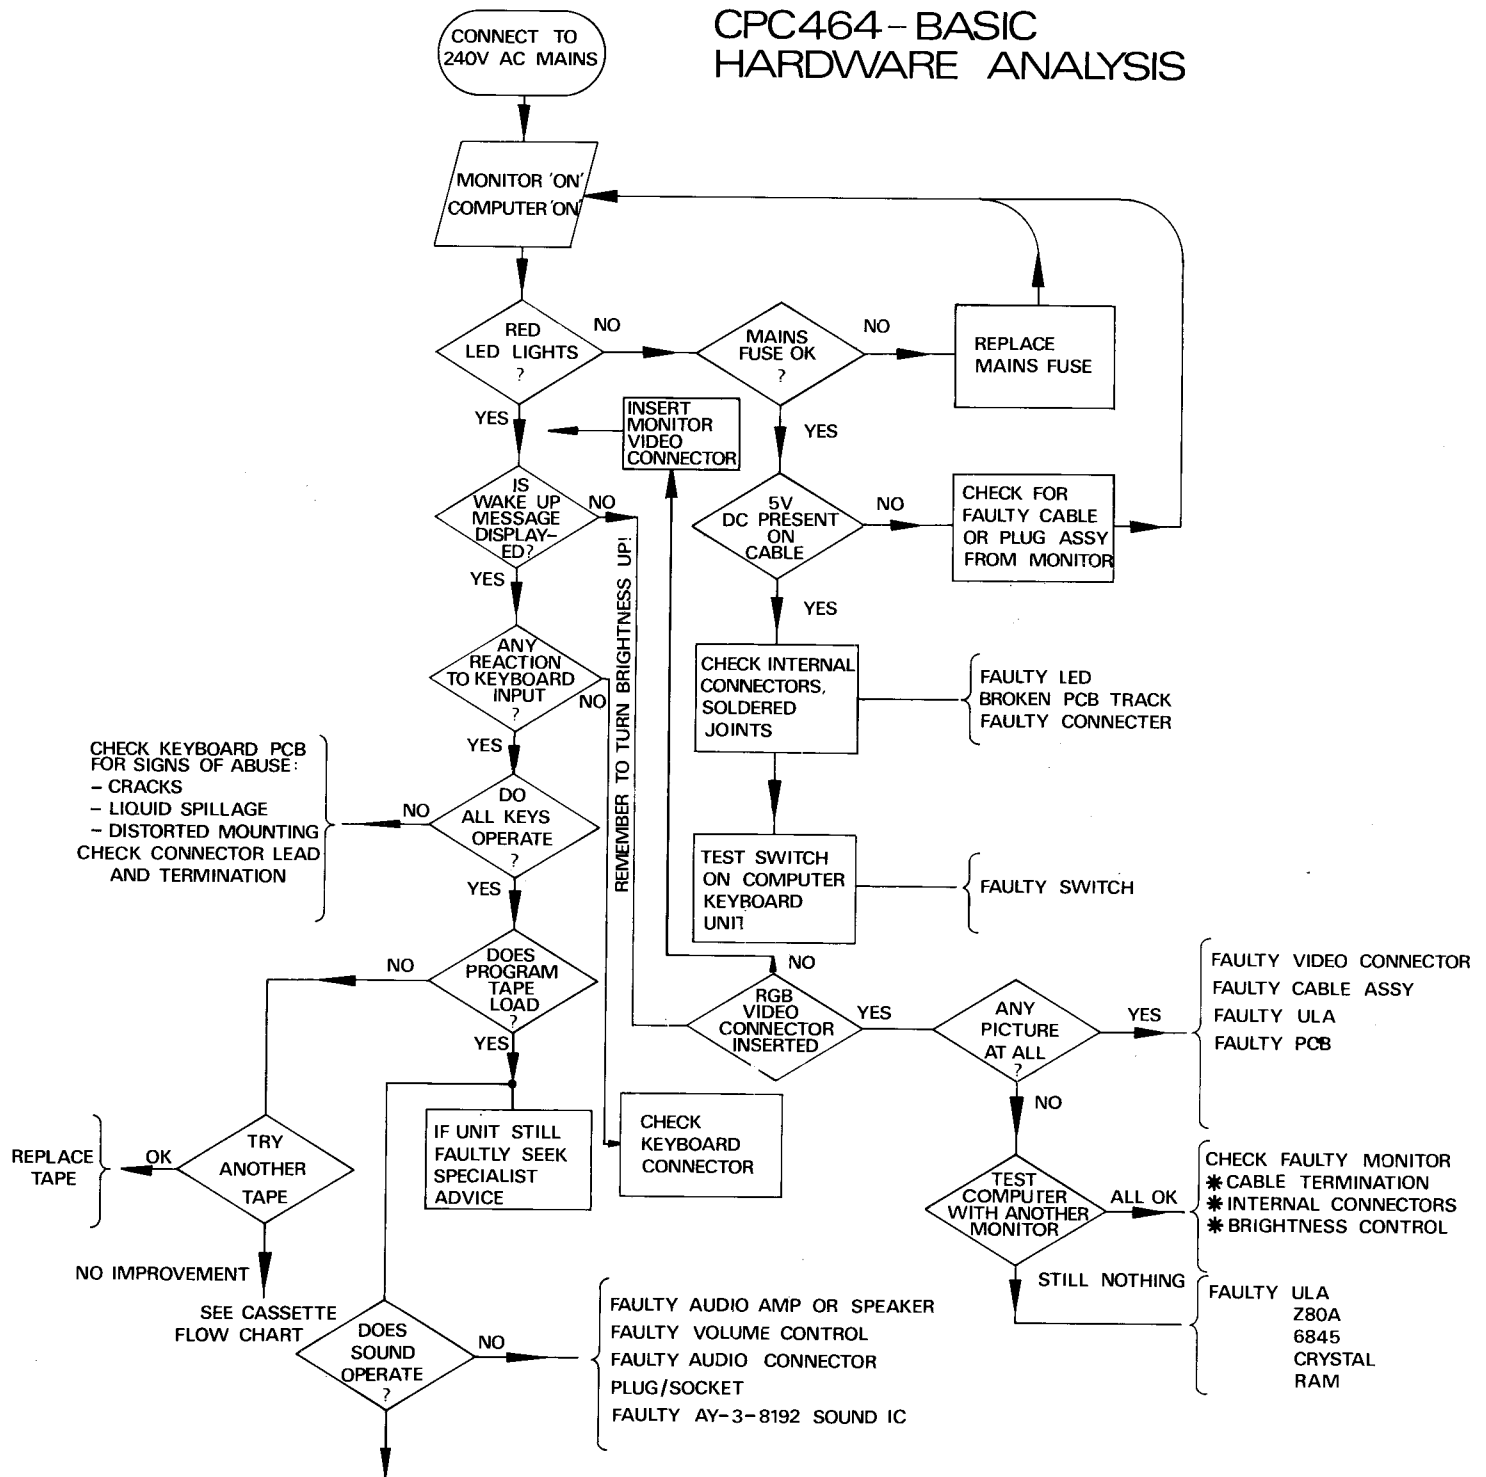 CPC464-BASIC
HARDWARE ANALYSIS
CONNECT TO
240V AC MAINS
MONITOR 'ON'
COMPUTER 'ON'
RED
LED LIGHTS
?
NO
MAINS
FUSE OK
?
NO
REPLACE
MAINS FUSE
YES
INSERT
MONITOR
VIDEO
CONNECTOR
YES
IS
WAKE UP
MESSAGE
DISPLAY-
ED?
NO
5V
DC PRESENT
ON
CABLE
NO
CHECK FOR
FAULTY CABLE
OR PLUG ASSY
FROM MONITOR
YES
REMEMBER TO TURN BRIGHTNESS UP!
YES
ANY
REACTION
TO KEYBOARD
INPUT
?
NO
CHECK INTERNAL
CONNECTORS,
SOLDERED
JOINTS
FAULTY LED
BROKEN PCB TRACK
FAULTY CONNECTER
YES
CHECK KEYBOARD PCB
FOR SIGNS OF ABUSE:
- CRACKS
- LIQUID SPILLAGE
- DISTORTED MOUNTING
CHECK CONNECTOR LEAD
AND TERMINATION
NO
DO
ALL KEYS
OPERATE
?
TEST SWITCH
ON COMPUTER
KEYBOARD
UNIT
FAULTY SWITCH
YES
NO
DOES
PROGRAM
TAPE
LOAD
?
NO
RGB
VIDEO
CONNECTOR
INSERTED
YES
ANY
PICTURE
AT ALL
?
YES
FAULTY VIDEO CONNECTOR
FAULTY CABLE ASSY
FAULTY ULA
FAULTY PCB
YES
NO
IF UNIT STILL
FAULTLY SEEK
SPECIALIST
ADVICE
CHECK
KEYBOARD
CONNECTOR
REPLACE
TAPE
OK
TRY
ANOTHER
TAPE
TEST
COMPUTER
WITH ANOTHER
MONITOR
ALL OK
CHECK FAULTY MONITOR
* CABLE TERMINATION
* INTERNAL CONNECTORS
* BRIGHTNESS CONTROL
NO IMPROVEMENT
SEE CASSETTE
FLOW CHART
STILL NOTHING
FAULTY ULA
Z80A
6845
CRYSTAL
RAM
DOES
SOUND
OPERATE
?
NO
FAULTY AUDIO AMP OR SPEAKER
FAULTY VOLUME CONTROL
FAULTY AUDIO CONNECTOR
PLUG/SOCKET
FAULTY AY-3-8192 SOUND IC